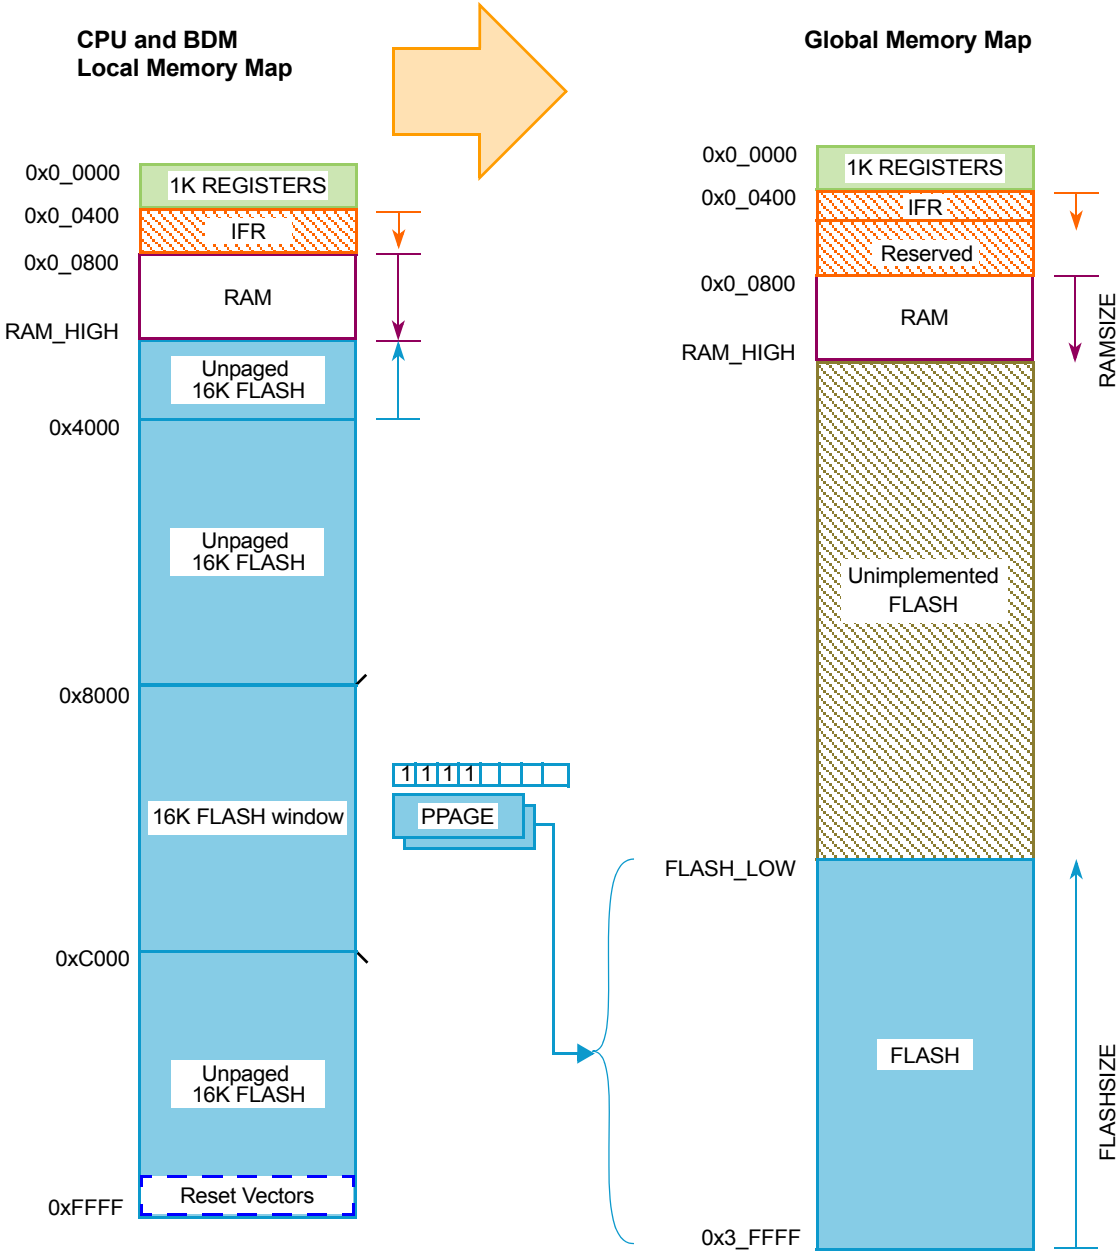 CPU and BDM
Local Memory Map
Global Memory Map
0x0_0000
1K REGISTERS
0x0_0400
IFR
0x0_0800
RAM
RAM_HIGH
Unpaged
16K FLASH
0x4000
Unpaged
16K FLASH
0x8000
1 1 1 1
16K FLASH window
PPAGE
0xC000
Unpaged
16K FLASH
Reset Vectors
0xFFFF
0x0_0000
1K REGISTERS
0x0_0400
IFR
Reserved
0x0_0800
RAM
RAMSIZE
RAM_HIGH
Unimplemented
FLASH
FLASH_LOW
FLASH
FLASHSIZE
0x3_FFFF